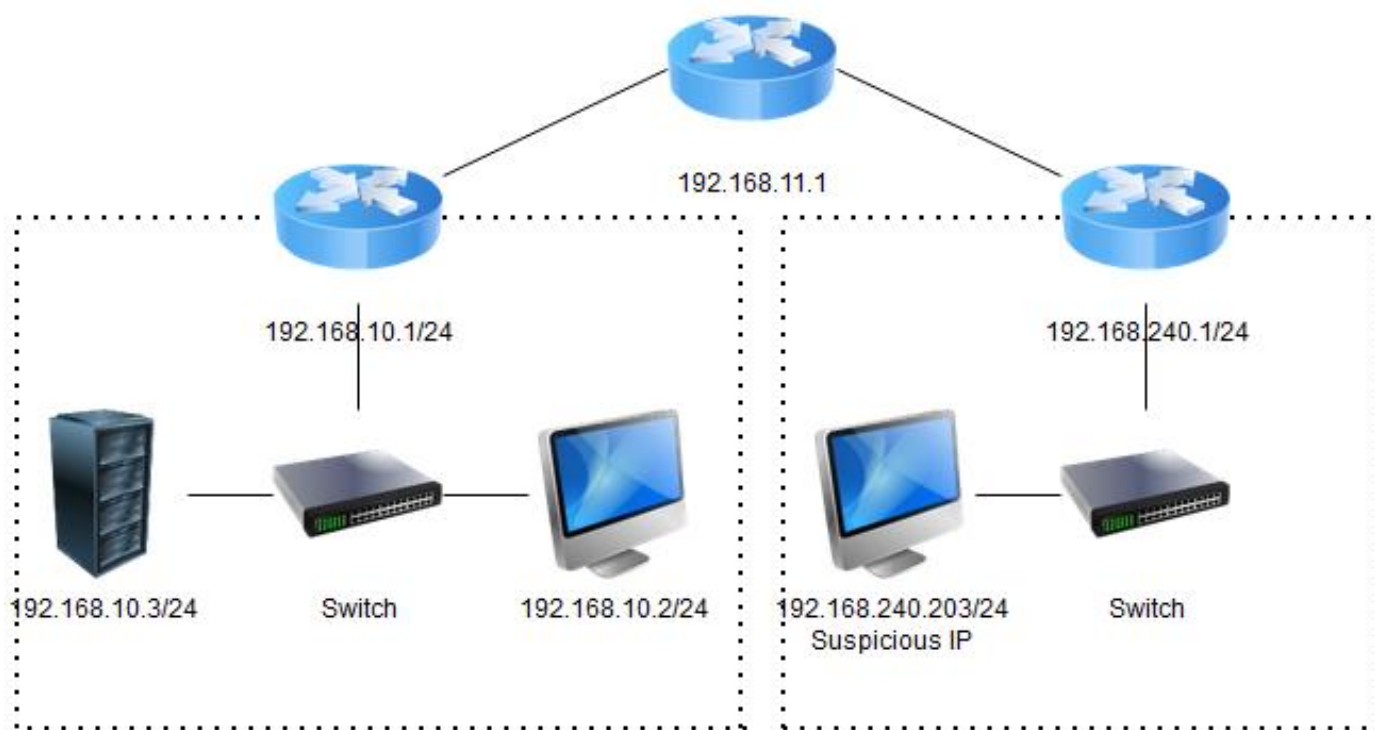 192.168.11.1
192.168.10.1/24
192.168.240.1/24
192.168.10.3/24
Switch
192.168.10.2/24
192.168.240.203/24
Suspicious IP
Switch